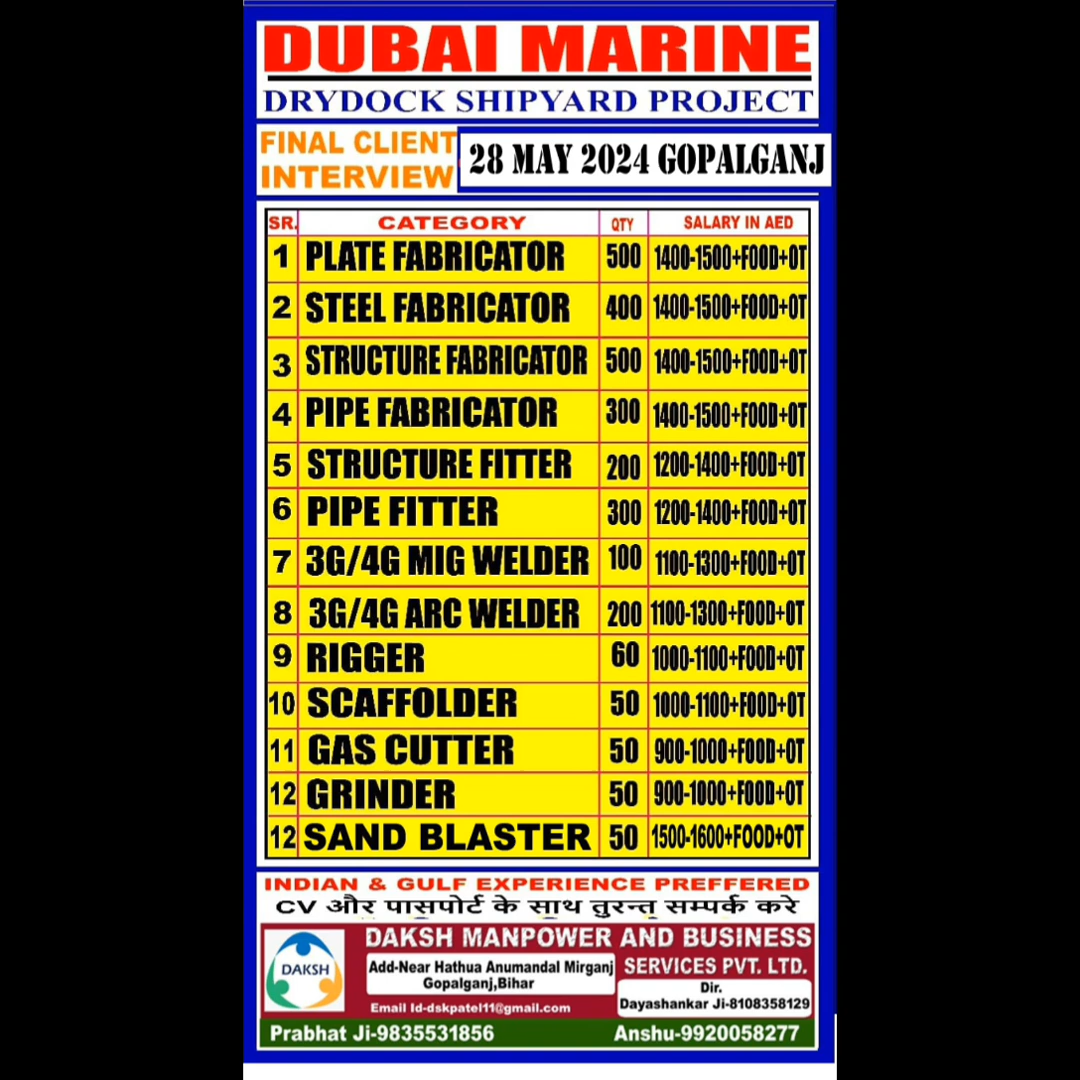 DUBAI MARINE
DRYDOCK SHIPYARD PROJECT
FINAL CLIENT INTERVIEW 28 MAY 2024 GOPALGANJ
SR. CATEGORY QTY SALARY IN AED
1 PLATE FABRICATOR 500 1400-1500+FOOD+OT
2 STEEL FABRICATOR 400 1400-1500+FOOD+OT
3 STRUCTURE FABRICATOR 500 1400-1500+FOOD+OT
4 PIPE FABRICATOR 300 1400-1500+FOOD+OT
5 STRUCTURE FITTER 200 1200-1400+FOOD+OT
6 PIPE FITTER 300 1200-1400+FOOD+OT
7 3G/4G MIG WELDER 100 1100-1300+FOOD+OT
8 3G/4G ARC WELDER 200 1100-1300+FOOD+OT
9 RIGGER 60 1000-1100+FOOD+OT
10 SCAFFOLDER 50 1000-1100+FOOD+OT
11 GAS CUTTER 50 900-1000+FOOD+OT
12 GRINDER 50 900-1000+FOOD+OT
12 SAND BLASTER 50 1500-1600+FOOD+OT
INDIAN & GULF EXPERIENCE PREFFERED
CV और पासपोर्ट के साथ तुरन्त सम्पर्क करे
DAKSH
DAKSH MANPOWER AND BUSINESS
SERVICES PVT. LTD.
Add-Near Hathua Anumandal Mirganj
Gopalganj,Bihar
Email Id-dskpatel11@gmail.com
Dir.
Dayashankar Ji-8108358129
Prabhat Ji-9835531856 Anshu-9920058277